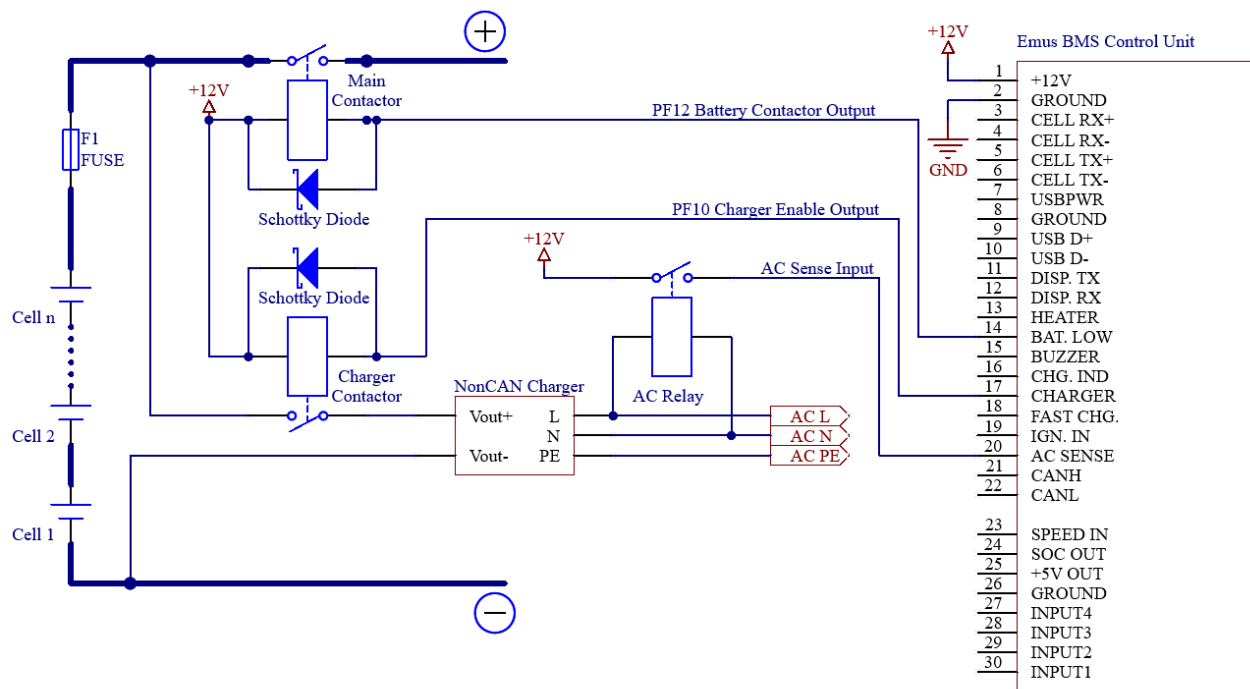 +12V
Emus BMS Control Unit
+
Main
Contactor
+12V
PF12 Battery Contactor Output
F1
FUSE
GND
Schottky Diode
PF10 Charger Enable Output
+12V
AC Sense Input
Schottky Diode
Cell n
Charger
Contactor
NonCAN Charger
AC Relay
Vout+
L
AC L
N
AC N
Vout-
PE
AC PE
Cell 2
Cell 1
−
1 +12V
2 GROUND
3 CELL RX+
4 CELL RX-
5 CELL TX+
6 CELL TX-
7 USBPWR
8 GROUND
9 USB D+
10 USB D-
11 DISP. TX
12 DISP. RX
13 HEATER
14 BAT. LOW
15 BUZZER
16 CHG. IND
17 CHARGER
18 FAST CHG.
19 IGN. IN
20 AC SENSE
21 CANH
22 CANL
23 SPEED IN
24 SOC OUT
25 +5V OUT
26 GROUND
27 INPUT4
28 INPUT3
29 INPUT2
30 INPUT1